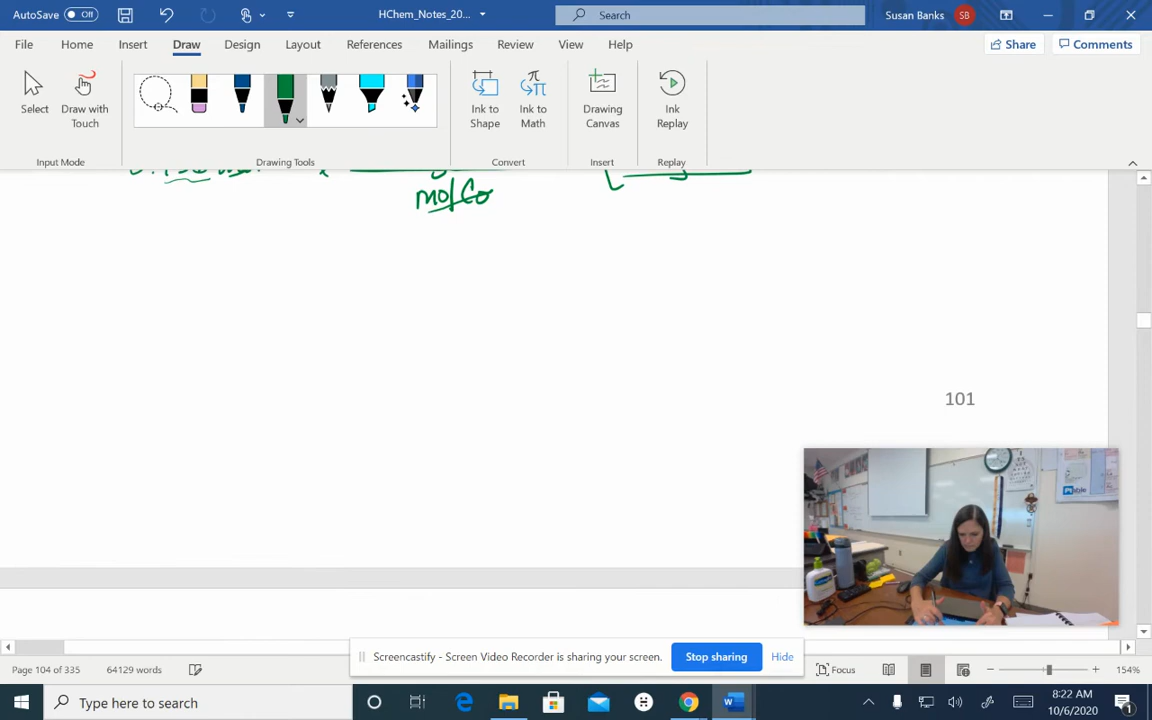 AutoSave Off HChem_Notes_20... Search Susan Banks SB
File Home Insert Draw Design Layout References Mailings Review View Help Share Comments
Select Draw with Touch Ink to Shape Ink to Math Drawing Canvas Ink Replay
Input Mode Drawing Tools Convert Insert Replay
mol Co
101
Screencastify - Screen Video Recorder is sharing your screen. Stop sharing Hide
Page 104 of 335 64129 words Focus 154%
Type here to search 8:22 AM
10/6/2020 1